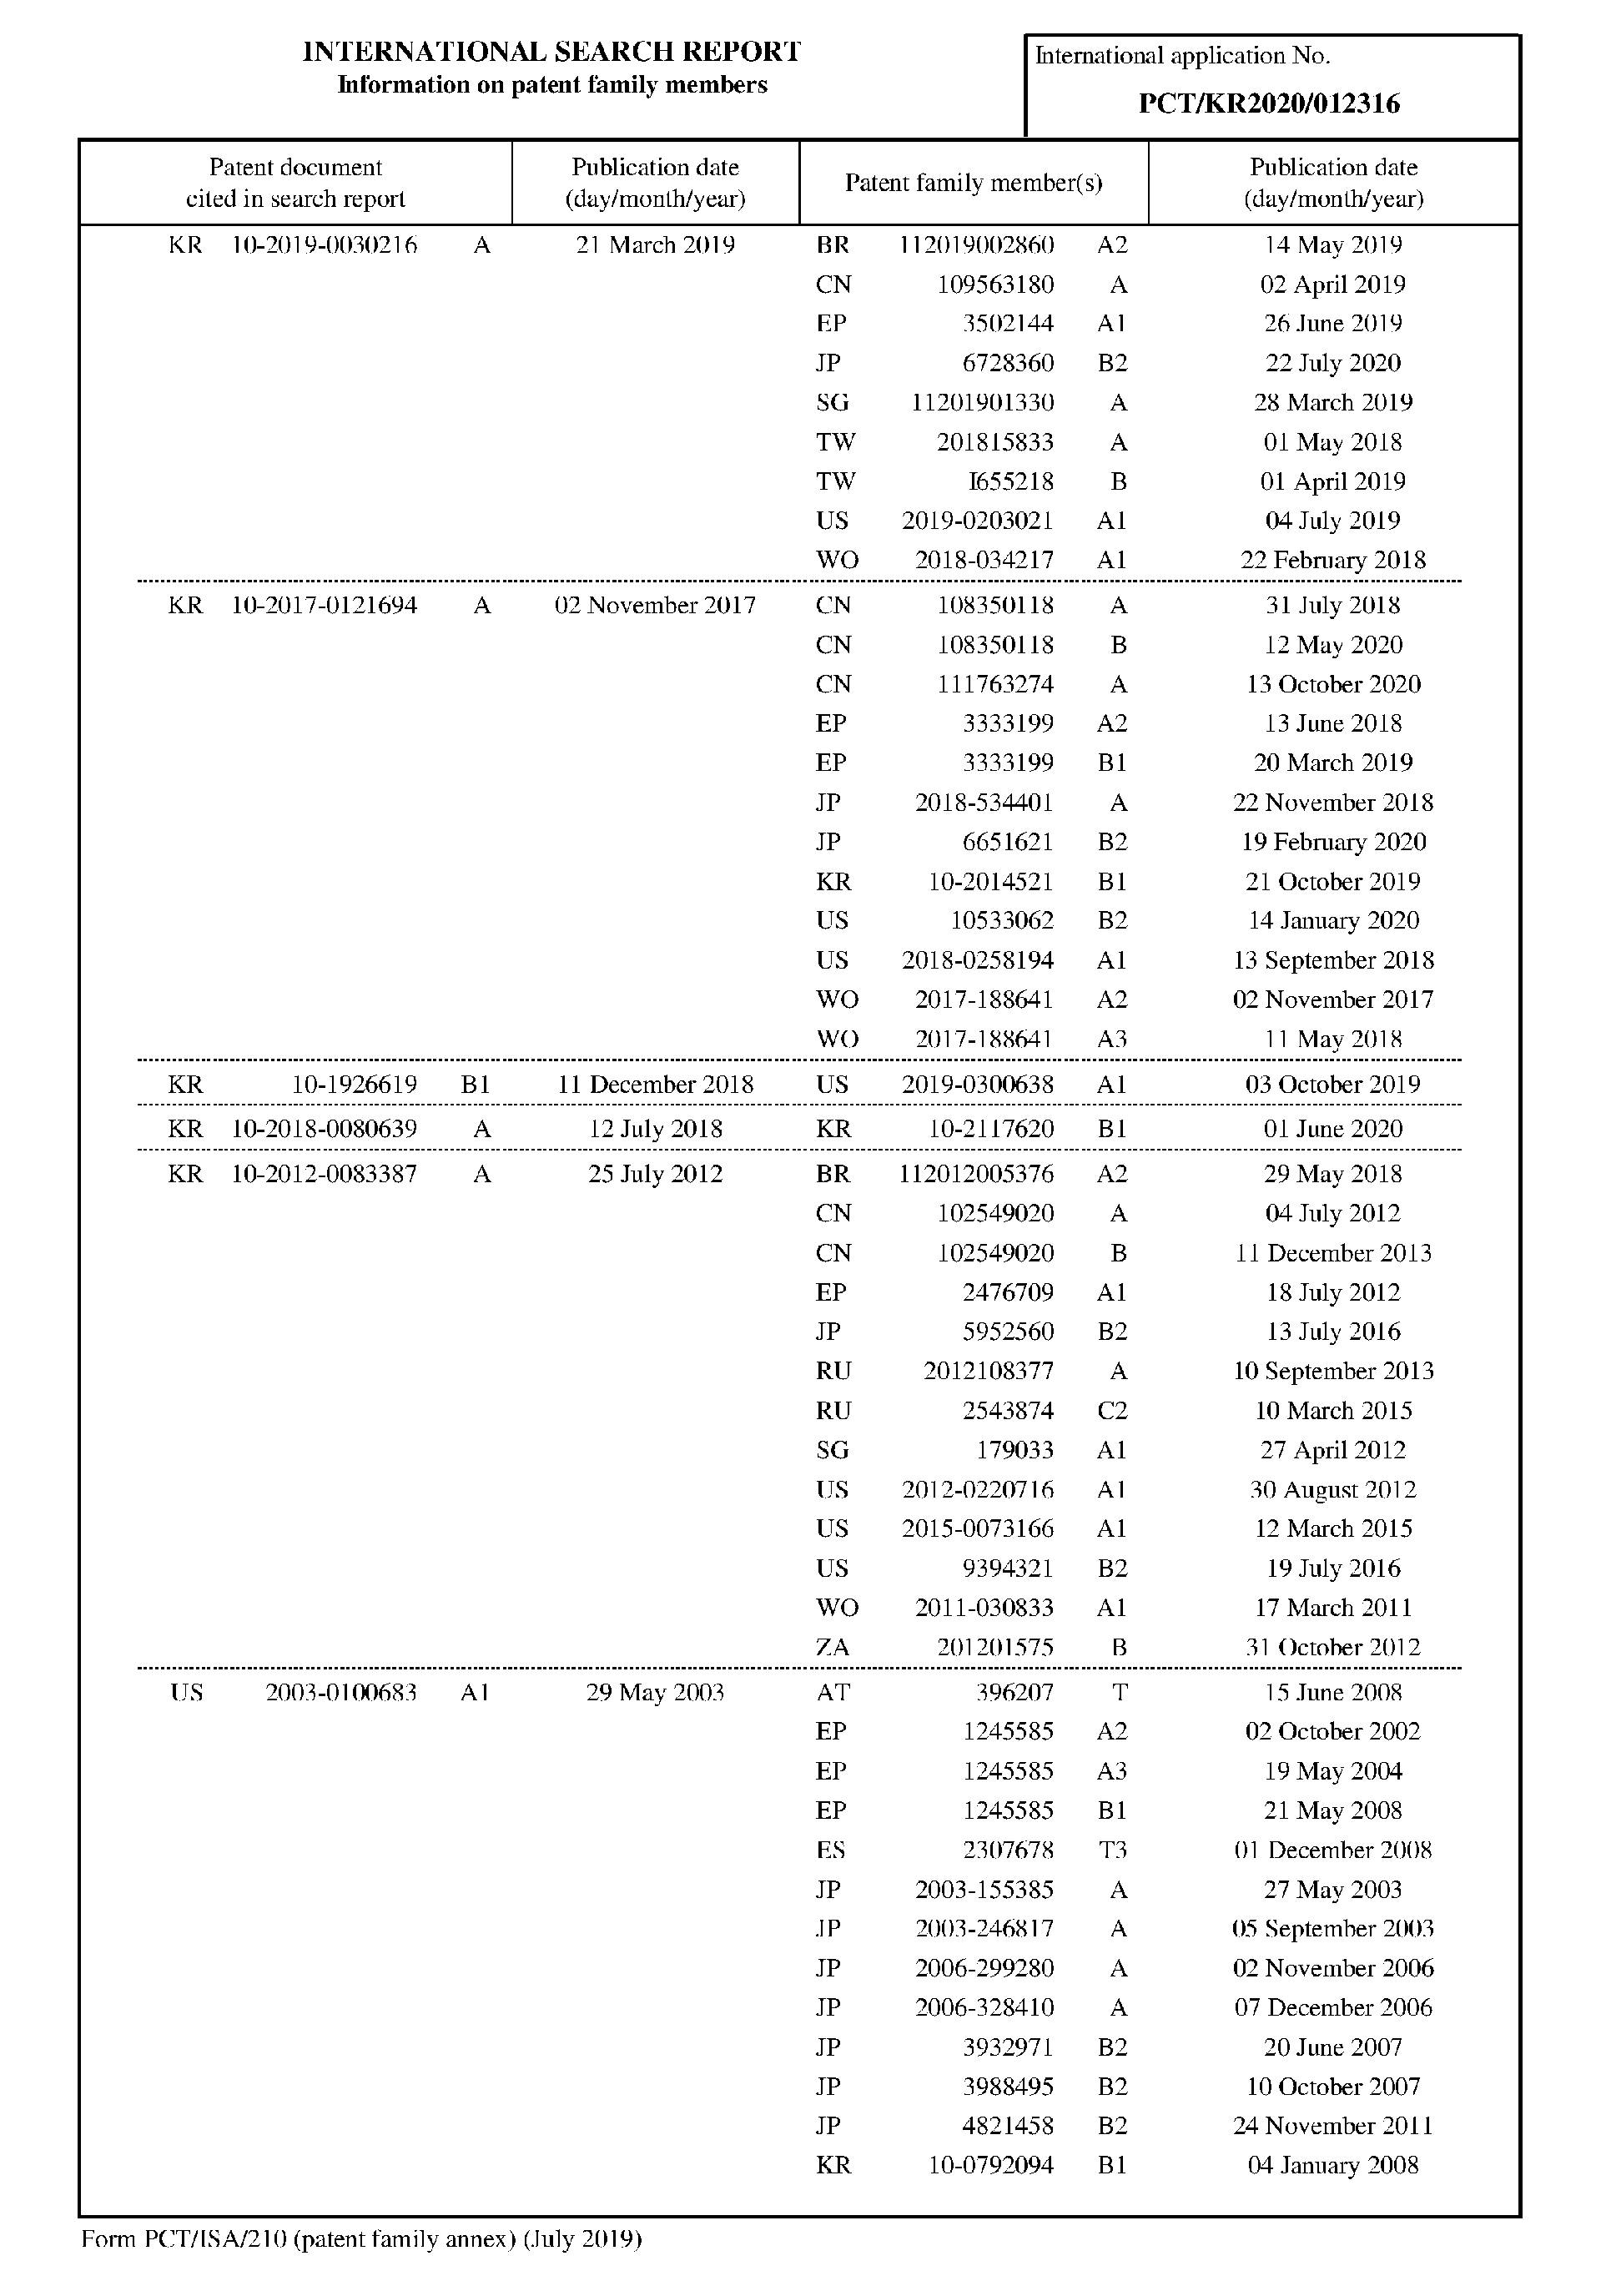 INTERNATIONAL SEARCH REPORT
Information on patent family members
International application No.
PCT/KR2020/012316
Patent document
cited in search report
Publication date
(day/month/year)
Patent family member(s)
Publication date
(day/month/year)
KR 10-2019-0030216 A 21 March 2019 BR 112019002860 A2 14 May 2019
CN 109563180 A 02 April 2019
EP 3502144 A1 26 June 2019
JP 6728360 B2 22 July 2020
SG 11201901330 A 28 March 2019
TW 201815833 A 01 May 2018
TW I655218 B 01 April 2019
US 2019-0203021 A1 04 July 2019
WO 2018-034217 A1 22 February 2018
KR 10-2017-0121694 A 02 November 2017 CN 108350118 A 31 July 2018
CN 108350118 B 12 May 2020
CN 111763274 A 13 October 2020
EP 3333199 A2 13 June 2018
EP 3333199 B1 20 March 2019
JP 2018-534401 A 22 November 2018
JP 6651621 B2 19 February 2020
KR 10-2014521 B1 21 October 2019
US 10533062 B2 14 January 2020
US 2018-0258194 A1 13 September 2018
WO 2017-188641 A2 02 November 2017
WO 2017-188641 A3 11 May 2018
KR 10-1926619 B1 11 December 2018 US 2019-0300638 A1 03 October 2019
KR 10-2018-0080639 A 12 July 2018 KR 10-2117620 B1 01 June 2020
KR 10-2012-0083387 A 25 July 2012 BR 112012005376 A2 29 May 2018
CN 102549020 A 04 July 2012
CN 102549020 B 11 December 2013
EP 2476709 A1 18 July 2012
JP 5952560 B2 13 July 2016
RU 2012108377 A 10 September 2013
RU 2543874 C2 10 March 2015
SG 179033 A1 27 April 2012
US 2012-0220716 A1 30 August 2012
US 2015-0073166 A1 12 March 2015
US 9394321 B2 19 July 2016
WO 2011-030833 A1 17 March 2011
ZA 201201575 B 31 October 2012
US 2003-0100683 A1 29 May 2003 AT 396207 T 15 June 2008
EP 1245585 A2 02 October 2002
EP 1245585 A3 19 May 2004
EP 1245585 B1 21 May 2008
ES 2307678 T3 01 December 2008
JP 2003-155385 A 27 May 2003
JP 2003-246817 A 05 September 2003
JP 2006-299280 A 02 November 2006
JP 2006-328410 A 07 December 2006
JP 3932971 B2 20 June 2007
JP 3988495 B2 10 October 2007
JP 4821458 B2 24 November 2011
KR 10-0792094 B1 04 January 2008
Form PCT/ISA/210 (patent family annex) (July 2019)